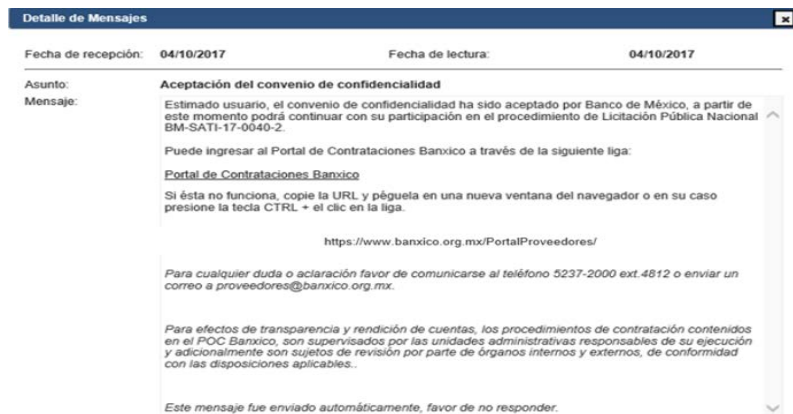 Detalle de Mensajes
x
Fecha de recepción: 04/10/2017 Fecha de lectura: 04/10/2017
Asunto: Aceptación del convenio de confidencialidad
Mensaje: Estimado usuario, el convenio de confidencialidad ha sido aceptado por Banco de México, a partir de
este momento podrá continuar con su participación en el procedimiento de Licitación Pública Nacional
BM-SATI-17-0040-2.
Puede ingresar al Portal de Contrataciones Banxico a través de la siguiente liga:
Portal de Contrataciones Banxico
Si ésta no funciona, copie la URL y péguela en una nueva ventana del navegador o en su caso
presione la tecla CTRL + el clic en la liga.
https://www.banxico.org.mx/PortalProveedores/
Para cualquier duda o aclaración favor de comunicarse al teléfono 5237-2000 ext.4812 o enviar un
correo a proveedores@banxico.org.mx.
Para efectos de transparencia y rendición de cuentas, los procedimientos de contratación contenidos
en el POC Banxico, son supervisados por las unidades administrativas responsables de su ejecución
y adicionalmente son sujetos de revisión por parte de órganos internos y externos, de conformidad
con las disposiciones aplicables..
Este mensaje fue enviado automáticamente, favor de no responder.